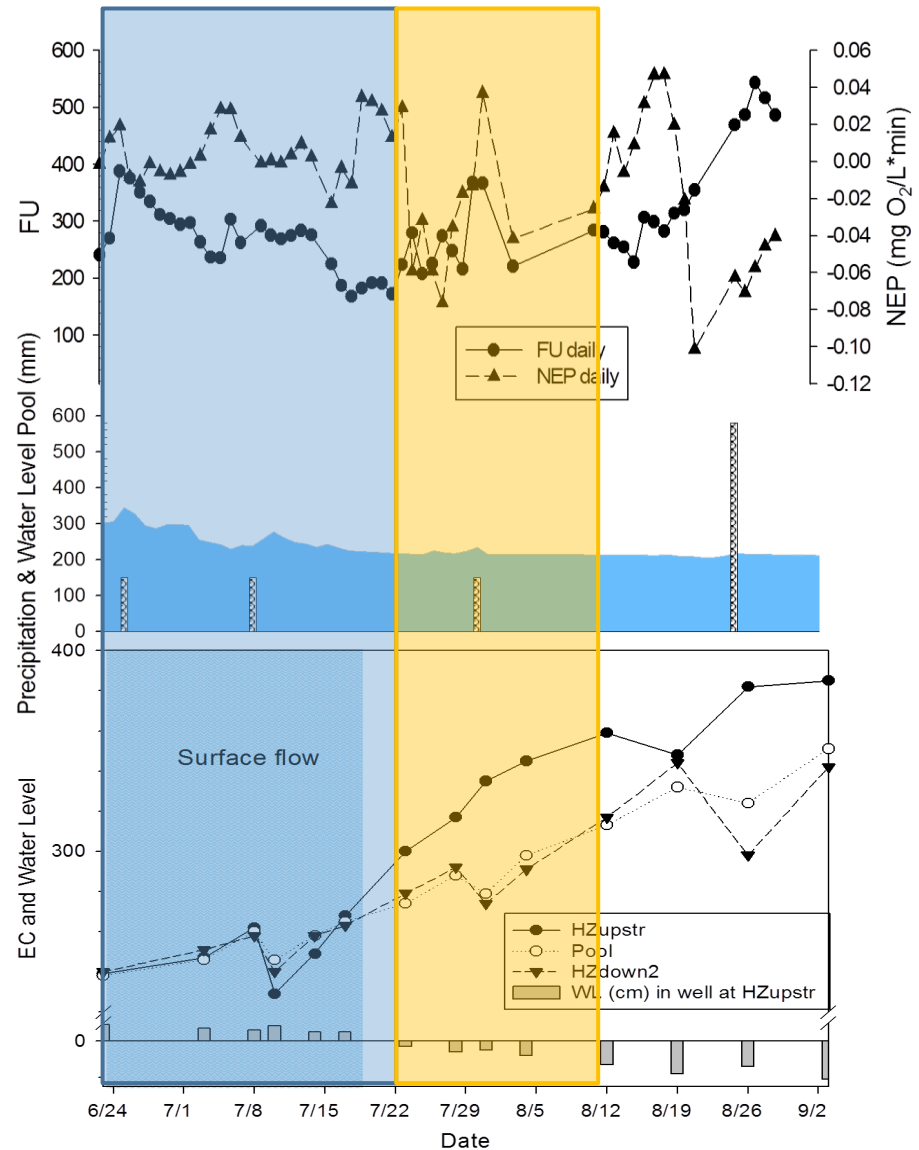 600
500
400
300
200
100
FU
0.06
0.04
0.02
0.00
-0.02
-0.04
-0.06
-0.08
-0.10
-0.12
NEP (mg O2/L*min)
FU daily
NEP daily
Precipitation & Water Level Pool (mm)
600
500
400
300
200
100
0
EC and Water Level
400
300
0
Surface flow
HZupstr
Pool
HZdown2
WL (cm) in well at HZupstr
6/24 7/1 7/8 7/15 7/22 7/29 8/5 8/12 8/19 8/26 9/2
Date